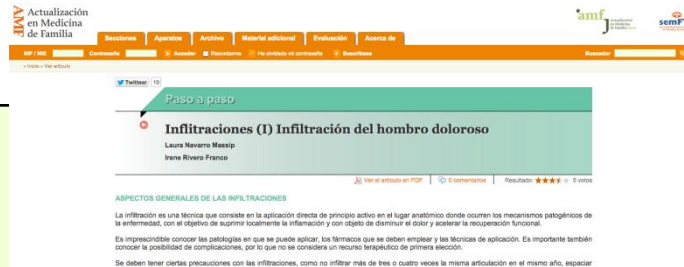 Actualización
en Medicina
de Familia
AMF
amf
semF
Secciones Aparatos Archivo Material adicional Evaluación Acerca de
NIF / NIE Contraseña Acceder Recordarme He olvidado mi contraseña Suscríbase Buscador
» Inicio » Ver artículo
Twittear 10
Paso a paso
Inflitraciones (I) Infiltración del hombro doloroso
Laura Navarro Massip
Irene Rivero Franco
Ver el artículo en PDF 0 comentarios Resultado: 5 votos
ASPECTOS GENERALES DE LAS INFILTRACIONES
La infiltración es una técnica que consiste en la aplicación directa de principio activo en el lugar anatómico donde ocurren los mecanismos patogénicos de
la enfermedad, con el objetivo de suprimir localmente la inflamación y con objeto de disminuir el dolor y acelerar la recuperación funcional.
Es imprescindible conocer las patologías en que se puede aplicar, los fármacos que se deben emplear y las técnicas de aplicación. Es importante también
conocer la posibilidad de complicaciones, por lo que no se considera un recurso terapéutico de primera elección.
Se deben tener ciertas precauciones con las infiltraciones, como no infiltrar más de tres o cuatro veces la misma articulación en el mismo año, espaciar